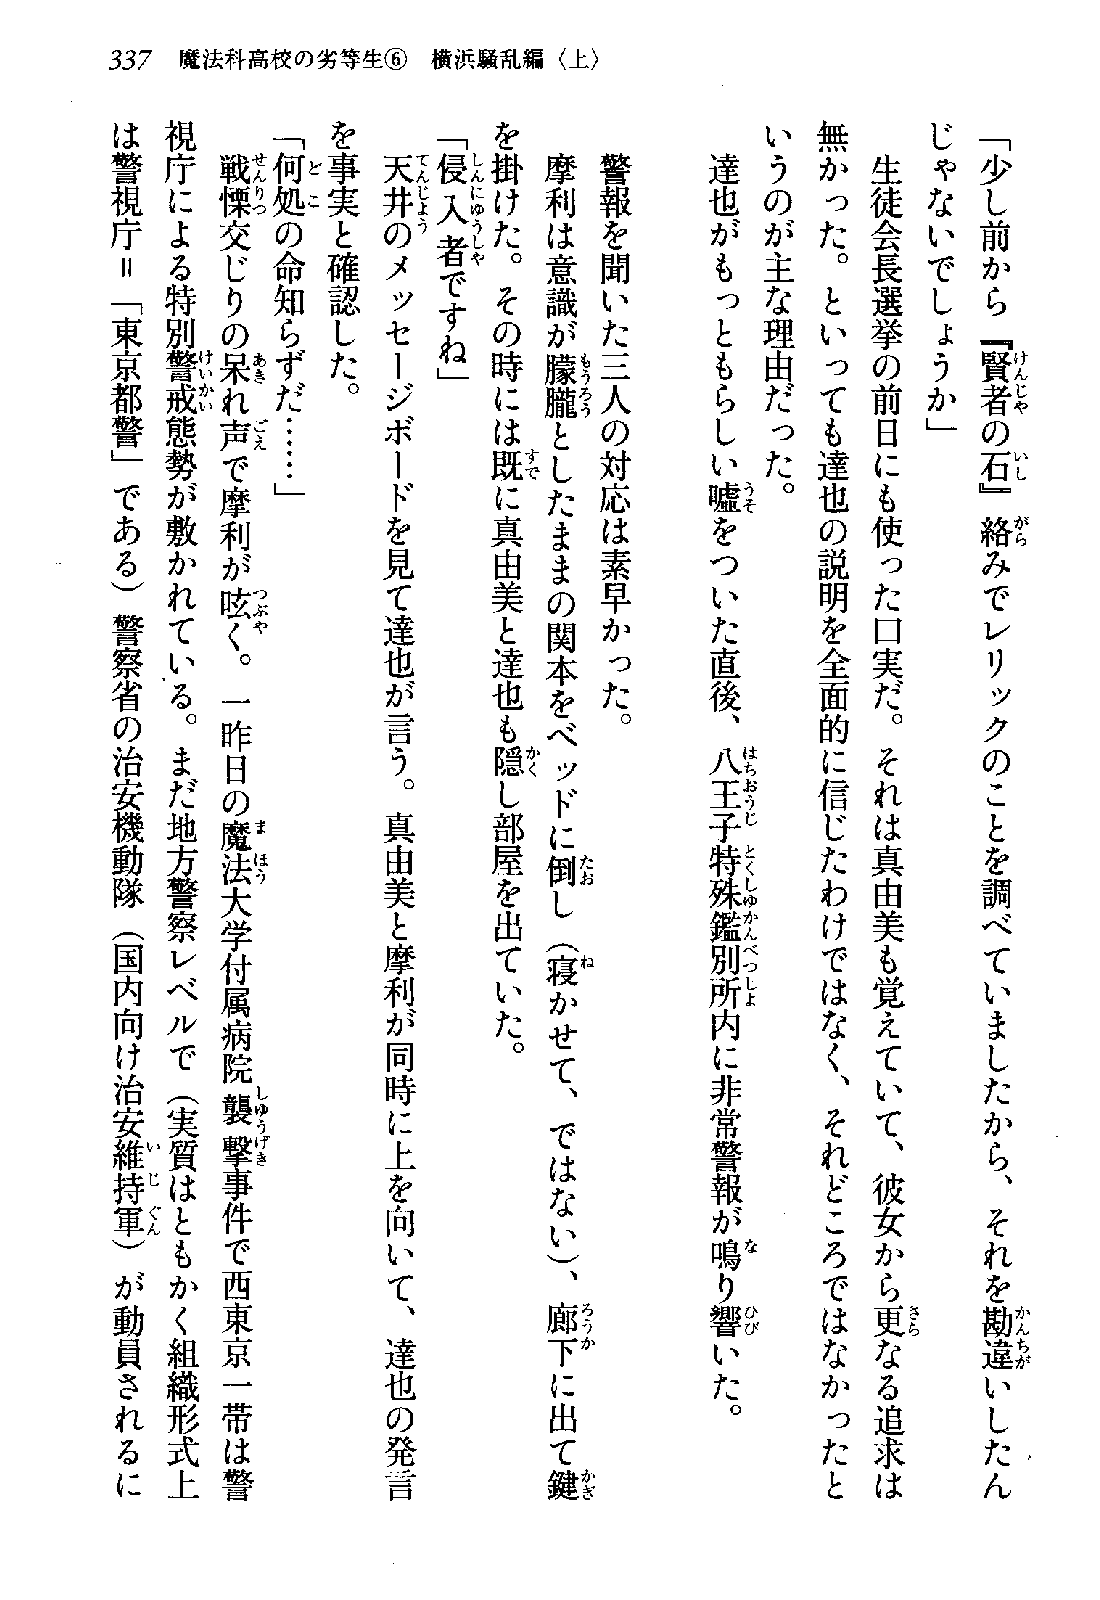 337　魔法科高校の劣等生⑥　横浜騒乱編〈上〉
「少し前から『賢者の石』絡みでレリックのことを調べていましたから、それを勘違いしたん
じゃないでしょうか」
　生徒会長選挙の前日にも使った口実だ。それは真由美も覚えていて、彼女から更なる追求は
無かった。といっても達也の説明を全面的に信じたわけではなく、それどころではなかったと
いうのが主な理由だった。
　達也がもっともらしい嘘をついた直後、八王子特殊鑑別所内に非常警報が鳴り響いた。
　警報を聞いた三人の対応は素早かった。
　摩利は意識が朦朧としたままの関本をベッドに倒し（寝かせて、ではない）、廊下に出て鍵
を掛けた。その時には既に真由美と達也も隠し部屋を出ていた。
「侵入者ですね」
　天井のメッセージボードを見て達也が言う。真由美と摩利が同時に上を向いて、達也の発言
を事実と確認した。
「何処の命知らずだ……」
　戦慄交じりの呆れ声で摩利が呟く。一昨日の魔法大学付属病院襲撃事件で西東京一帯は警
視庁による特別警戒態勢が敷かれている。まだ地方警察レベルで（実質はともかく組織形式上
は警視庁＝「東京都警」である）警察省の治安機動隊（国内向け治安維持軍）が動員されるに